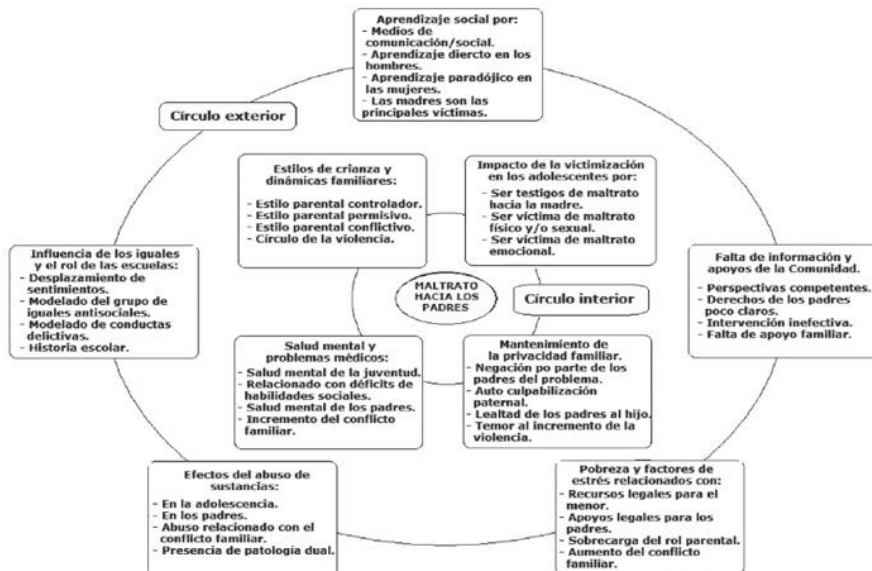 Aprendizaje social por:
- Medios de
comunicación/social.
- Aprendizaje diercto en los
hombres.
- Aprendizaje paradójico en
las mujeres.
- Las madres son las
principales víctimas.
Círculo exterior
Estilos de crianza y
dinámicas familiares:
- Estilo parental controlador.
- Estilo parental permisivo.
- Estilo parental conflictivo.
- Círculo de la violencia.
Impacto de la victimización
en los adolescentes por:
- Ser testigos de maltrato
hacia la madre.
- Ser víctima de maltrato
físico y/o sexual.
- Ser víctima de maltrato
emocional.
Influencia de los iguales
y el rol de las escuelas:
- Desplazamiento de
sentimientos.
- Modelado del grupo de
iguales antisociales.
- Modelado de conductas
delictivas.
- Historia escolar.
MALTRATO
HACIA LOS
PADRES
Círculo interior
Falta de información y
apoyos de la Comunidad.
- Perspectivas competentes.
- Derechos de los padres
poco claros.
- Intervención inefectiva.
- Falta de apoyo familiar.
Salud mental y
problemas médicos:
- Salud mental de la juventud.
- Relacionado con déficits de
habilidades sociales.
- Salud mental de los padres.
- Incremento del conflicto
familiar.
Mantenimiento de
la privacidad familiar.
- Negación po parte de los
padres del problema.
- Auto culpabilización
paternal.
- Lealtad de los padres al hijo.
- Temor al incremento de la
violencia.
Efectos del abuso de
sustancias:
- En la adolescencia.
- En los padres.
- Abuso relacionado con el
conflicto familiar.
- Presencia de patología dual.
Pobreza y factores de
estrés relacionados con:
- Recursos legales para el
menor.
- Apoyos legales para los
padres.
- Sobrecarga del rol parental.
- Aumento del conflicto
familiar.